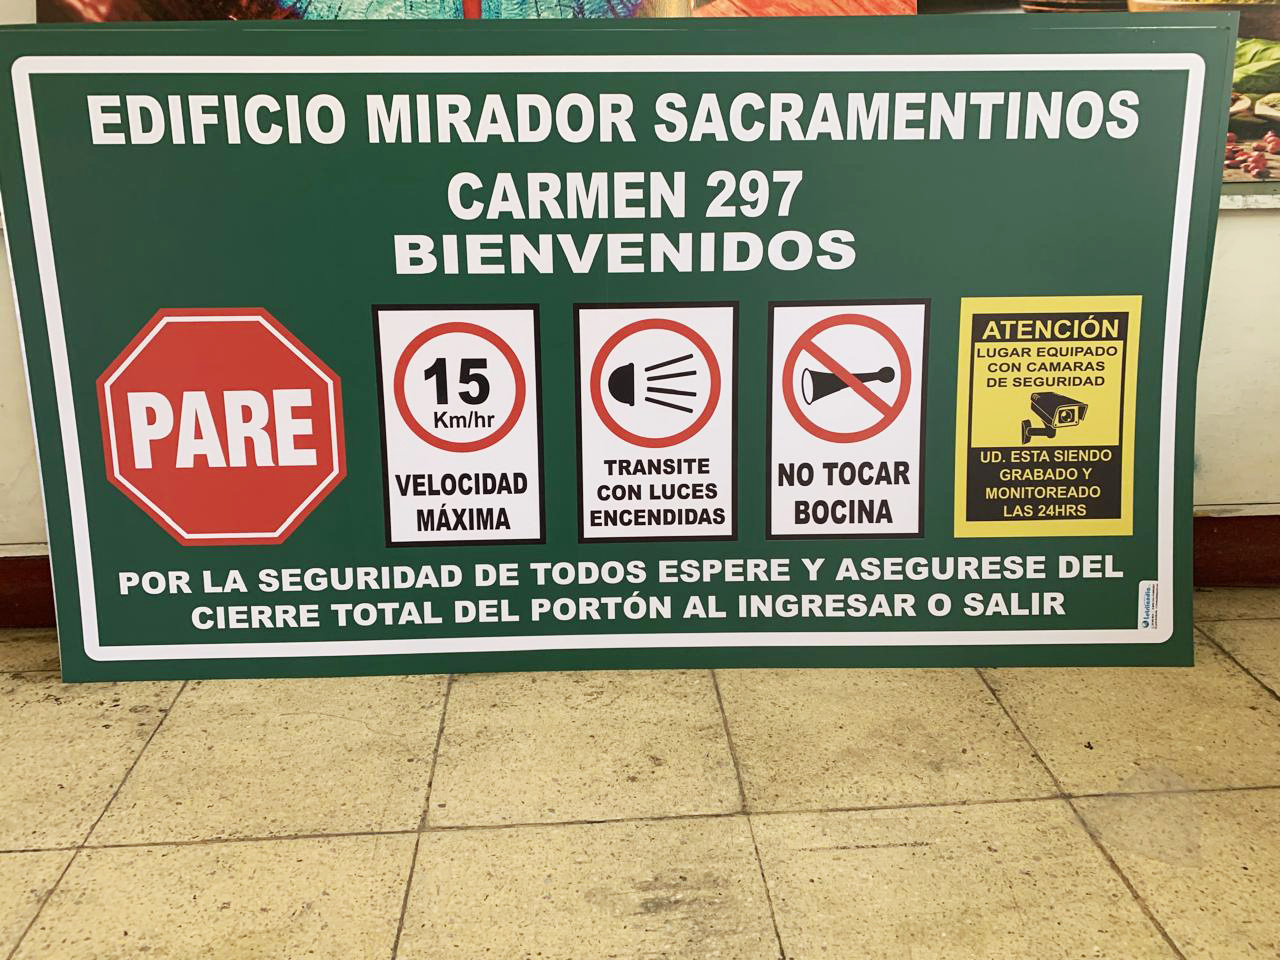 EDIFICIO MIRADOR SACRAMENTINOS
CARMEN 297
BIENVENIDOS
PARE
15
Km/hr
VELOCIDAD
MÁXIMA
TRANSITE
CON LUCES
ENCENDIDAS
NO TOCAR
BOCINA
ATENCIÓN
LUGAR EQUIPADO
CON CAMARAS
DE SEGURIDAD
UD. ESTA SIENDO
GRABADO Y
MONITOREADO
LAS 24HRS
POR LA SEGURIDAD DE TODOS ESPERE Y ASEGURESE DEL
CIERRE TOTAL DEL PORTÓN AL INGRESAR O SALIR